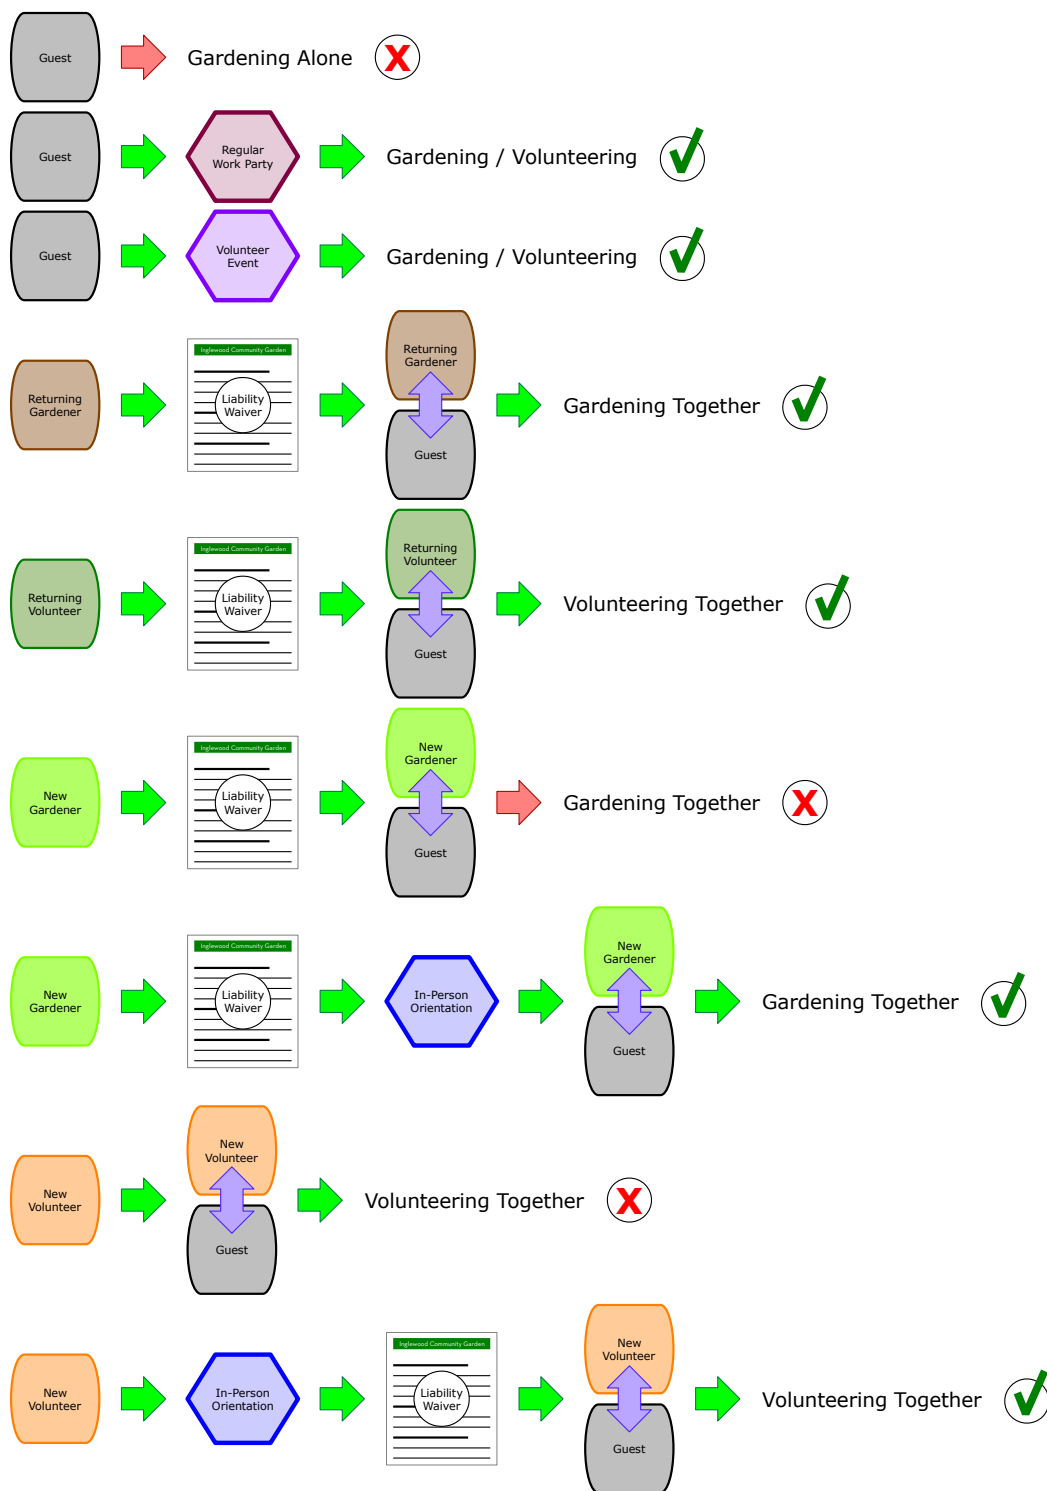 Guest
Gardening Alone
X
Guest
Regular
Work Party
Gardening / Volunteering
Guest
Volunteer
Event
Gardening / Volunteering
Returning
Gardener
Inglewood Community Garden
Liability
Waiver
Returning
Gardener
Guest
Gardening Together
Returning
Volunteer
Inglewood Community Garden
Liability
Waiver
Returning
Volunteer
Guest
Volunteering Together
New
Gardener
Inglewood Community Garden
Liability
Waiver
New
Gardener
Guest
Gardening Together
X
New
Gardener
Inglewood Community Garden
Liability
Waiver
In-Person
Orientation
New
Gardener
Guest
Gardening Together
New
Volunteer
New
Volunteer
Guest
Volunteering Together
X
New
Volunteer
In-Person
Orientation
Inglewood Community Garden
Liability
Waiver
New
Volunteer
Guest
Volunteering Together